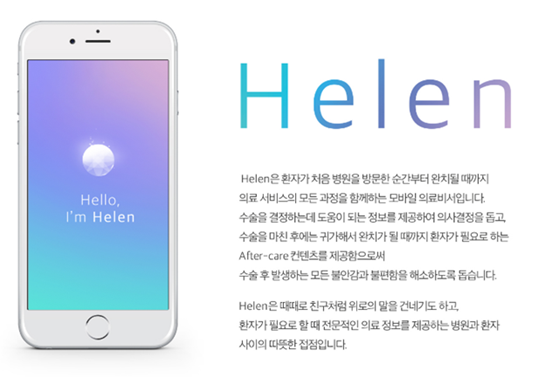 Hello,
I'm Helen
Helen
Helen은 환자가 처음 병원을 방문한 순간부터 완치될 때까지
의료 서비스의 모든 과정을 함께하는 모바일 의료비서입니다.
수술을 결정하는데 도움이 되는 정보를 제공하여 의사결정을 돕고,
수술을 마친 후에는 귀가해서 완치가 될 때까지 환자가 필요로 하는
After-care 컨텐츠를 제공함으로써
수술 후 발생하는 모든 불안감과 불편함을 해소하도록 돕습니다.
Helen은 때때로 친구처럼 위로의 말을 건네기도 하고,
환자가 필요로 할 때 전문적인 의료 정보를 제공하는 병원과 환자
사이의 따뜻한 접점입니다.